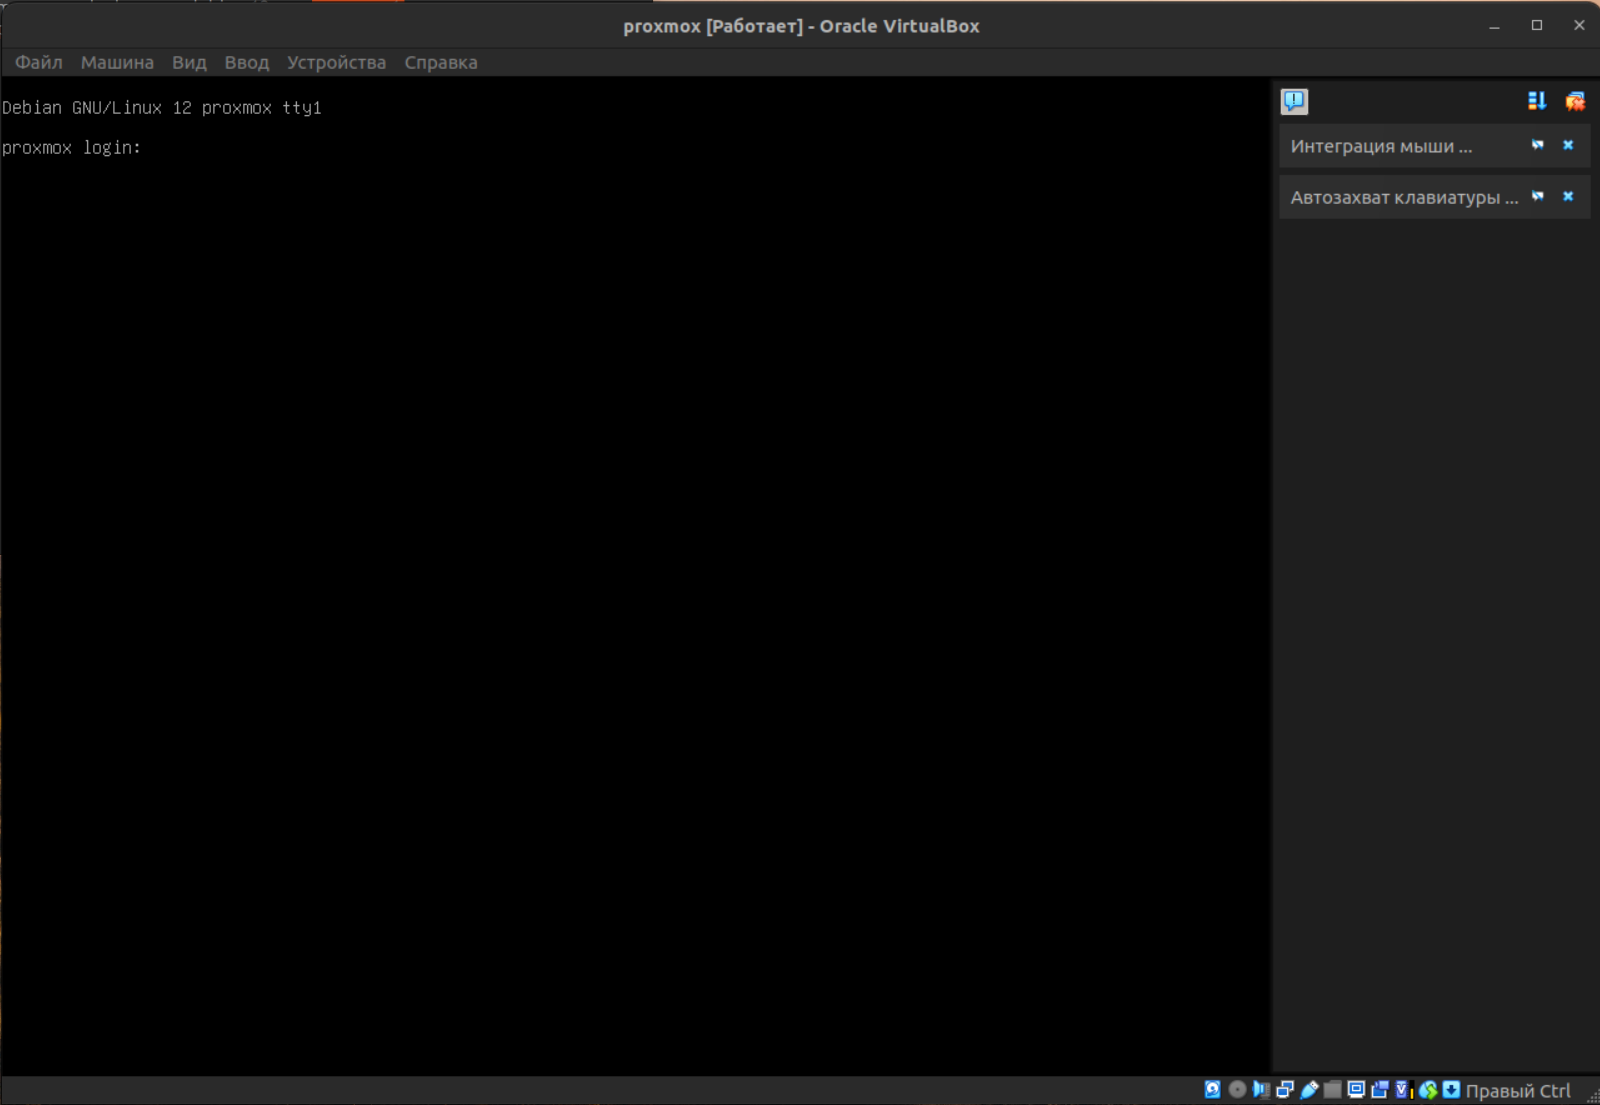 proxmox [Работает] - Oracle VirtualBox
Файл Машина Вид Ввод Устройства Справка
Debian GNU/Linux 12 proxmox tty1
proxmox login:
Интеграция мыши ...
Автозахват клавиатуры ...
Правый Ctrl